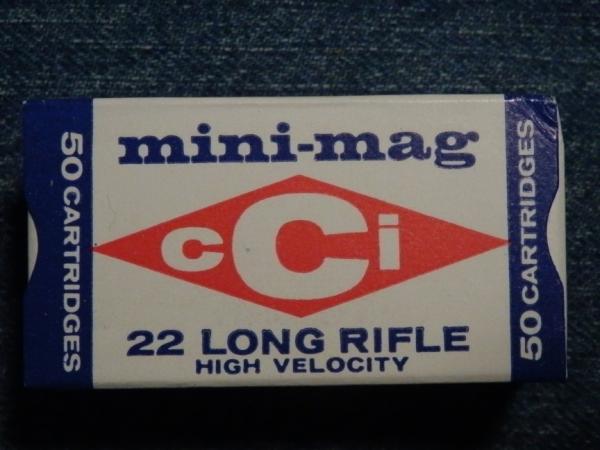 mini-mag
cCi
22 LONG RIFLE
HIGH VELOCITY
50 CARTRIDGES
50 CARTRIDGES